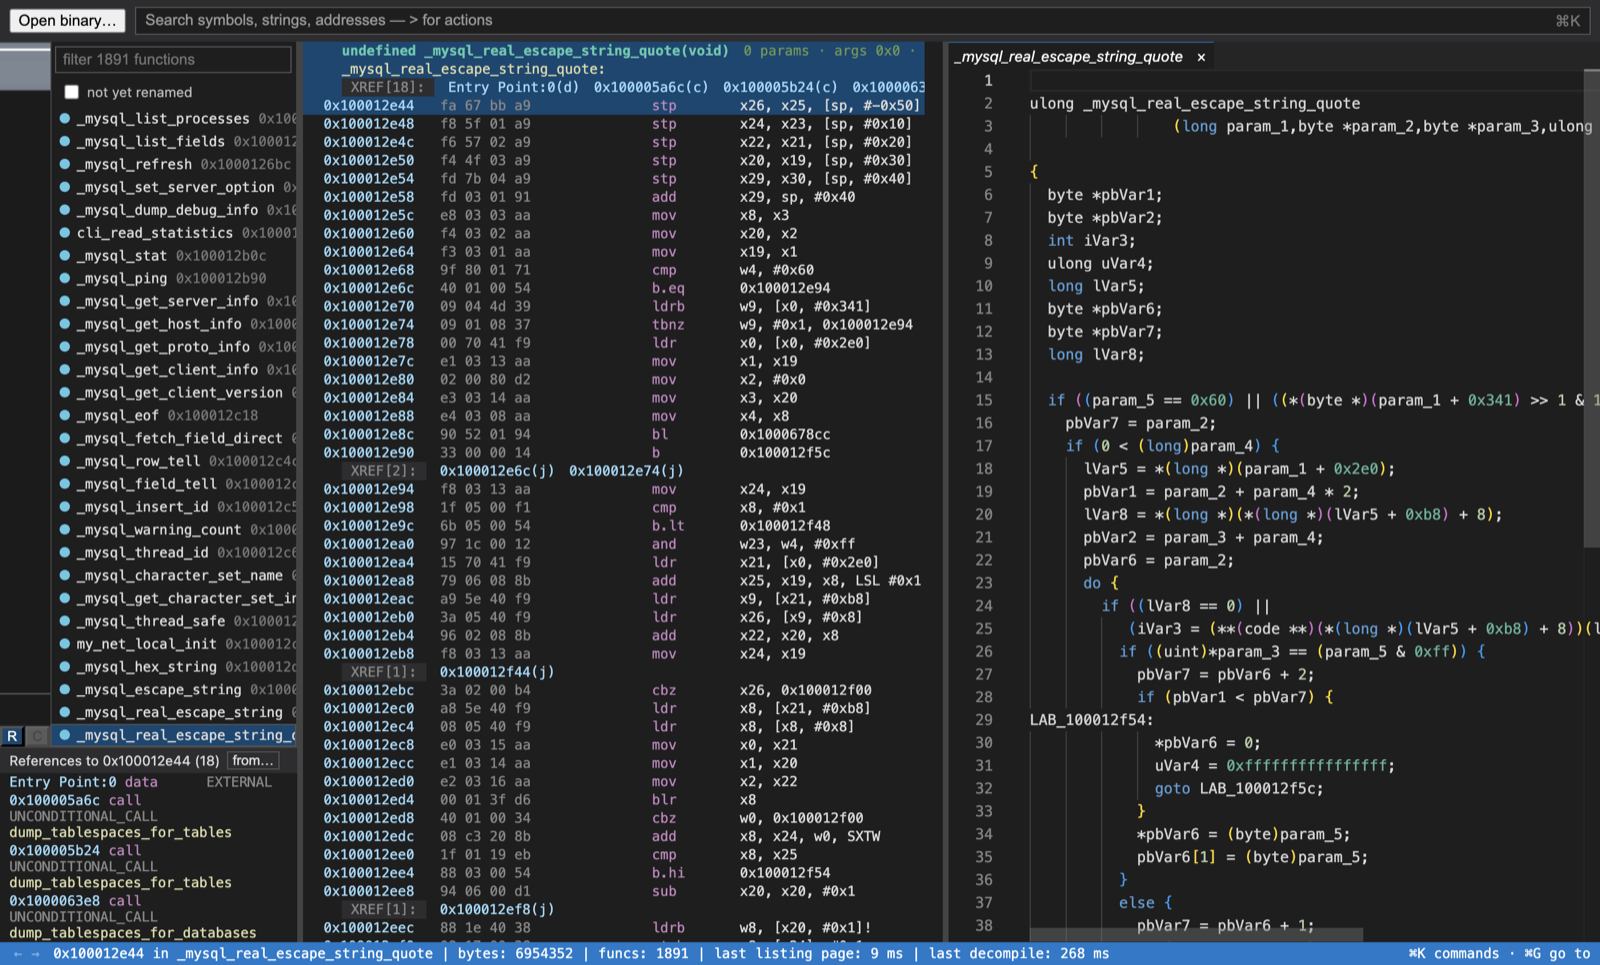 Open binary…
Search symbols, strings, addresses — > for actions
⌘K
filter 1891 functions
not yet renamed
_mysql_list_processes 0x100
_mysql_list_fields 0x100012
_mysql_refresh 0x1000126bc
_mysql_set_server_option 0x
_mysql_dump_debug_info 0x10
cli_read_statistics 0x10001
_mysql_stat 0x100012b0c
_mysql_ping 0x100012b90
_mysql_get_server_info 0x10
_mysql_get_host_info 0x1000
_mysql_get_proto_info 0x100
_mysql_get_client_info 0x10
_mysql_get_client_version
_mysql_eof 0x100012c18
_mysql_fetch_field_direct
_mysql_row_tell 0x100012c4
_mysql_field_tell 0x100012c
_mysql_insert_id 0x100012c5
_mysql_warning_count 0x1000
_mysql_thread_id 0x100012c6
_mysql_character_set_name
_mysql_get_character_set_in
_mysql_thread_safe 0x100012
my_net_local_init 0x100012c
_mysql_hex_string 0x100012c
_mysql_escape_string 0x1000
_mysql_real_escape_string
_mysql_real_escape_string_q
R C
References to 0x100012e44 (18) from…
Entry Point:0 data EXTERNAL
0x100005a6c call
UNCONDITIONAL_CALL
dump_tablespaces_for_tables
0x100005b24 call
UNCONDITIONAL_CALL
dump_tablespaces_for_tables
0x1000063e8 call
UNCONDITIONAL_CALL
dump_tablespaces_for_databases
undefined _mysql_real_escape_string_quote(void) 0 params · args 0x0 ·
_mysql_real_escape_string_quote:
XREF[18]: Entry Point:0(d) 0x100005a6c(c) 0x100005b24(c) 0x100063
0x100012e44 fa 67 bb a9 stp x26, x25, [sp, #-0x50]
0x100012e48 f8 5f 01 a9 stp x24, x23, [sp, #0x10]
0x100012e4c f6 57 02 a9 stp x22, x21, [sp, #0x20]
0x100012e50 f4 4f 03 a9 stp x20, x19, [sp, #0x30]
0x100012e54 fd 7b 04 a9 stp x29, x30, [sp, #0x40]
0x100012e58 fd 03 01 91 add x29, sp, #0x40
0x100012e5c e8 03 03 aa mov x8, x3
0x100012e60 f4 03 02 aa mov x20, x2
0x100012e64 f3 03 01 aa mov x19, x1
0x100012e68 9f 80 01 71 cmp w4, #0x60
0x100012e6c 40 01 00 54 b.eq 0x100012e94
0x100012e70 09 04 4d 39 ldrb w9, [x0, #0x341]
0x100012e74 09 01 08 37 tbnz w9, #0x1, 0x100012e94
0x100012e78 00 70 41 f9 ldr x0, [x0, #0x2e0]
0x100012e7c e1 03 13 aa mov x1, x19
0x100012e80 02 00 80 d2 mov x2, #0x0
0x100012e84 e3 03 14 aa mov x3, x20
0x100012e88 e4 03 08 aa mov x4, x8
0x100012e8c 90 52 01 94 bl 0x1000678cc
0x100012e90 33 00 00 14 b 0x100012f5c
XREF[2]: 0x100012e6c(j) 0x100012e74(j)
0x100012e94 f8 03 13 aa mov x24, x19
0x100012e98 1f 05 00 f1 cmp x8, #0x1
0x100012e9c 6b 05 00 54 b.lt 0x100012f48
0x100012ea0 97 1c 00 12 and w23, w4, #0xff
0x100012ea4 15 70 41 f9 ldr x21, [x0, #0x2e0]
0x100012ea8 79 06 08 8b add x25, x19, x8, LSL #0x1
0x100012eac a9 5e 40 f9 ldr x9, [x21, #0xb8]
0x100012eb0 3a 05 40 f9 ldr x26, [x9, #0x8]
0x100012eb4 96 02 08 8b add x22, x20, x8
0x100012eb8 f8 03 13 aa mov x24, x19
XREF[1]: 0x100012f44(j)
0x100012ebc 3a 02 00 b4 cbz x26, 0x100012f00
0x100012ec0 a8 5e 40 f9 ldr x8, [x21, #0xb8]
0x100012ec4 08 05 40 f9 ldr x8, [x8, #0x8]
0x100012ec8 e0 03 15 aa mov x0, x21
0x100012ecc e1 03 14 aa mov x1, x20
0x100012ed0 e2 03 16 aa mov x2, x22
0x100012ed4 00 01 3f d6 blr x8
0x100012ed8 40 01 00 34 cbz w0, 0x100012f00
0x100012edc 08 c3 20 8b add x8, x24, w0, SXTW
0x100012ee0 1f 01 19 eb cmp x8, x25
0x100012ee4 88 03 00 54 b.hi 0x100012f54
0x100012ee8 94 06 00 d1 sub x20, x20, #0x1
XREF[1]: 0x100012ef8(j)
0x100012eec 88 1e 40 38 ldrb w8, [x20, #0x1]!
_mysql_real_escape_string_quote ×
1
2 ulong _mysql_real_escape_string_quote
3 (long param_1,byte *param_2,byte *param_3,ulong
4
5 {
6 byte *pbVar1;
7 byte *pbVar2;
8 int iVar3;
9 ulong uVar4;
10 long lVar5;
11 byte *pbVar6;
12 byte *pbVar7;
13 long lVar8;
14
15 if ((param_5 == 0x60) || ((*(byte *)(param_1 + 0x341) >> 1 & 1
16 pbVar7 = param_2;
17 if (0 < (long)param_4) {
18 lVar5 = *(long *)(param_1 + 0x2e0);
19 pbVar1 = param_2 + param_4 * 2;
20 lVar8 = *(long *)(*(long *)(lVar5 + 0xb8) + 8);
21 pbVar2 = param_3 + param_4;
22 pbVar6 = param_2;
23 do {
24 if ((lVar8 == 0) ||
25 (iVar3 = (**(code **)(*(long *)(lVar5 + 0xb8) + 8))(l
26 if ((uint)*param_3 == (param_5 & 0xff)) {
27 pbVar7 = pbVar6 + 2;
28 if (pbVar1 < pbVar7) {
29 LAB_100012f54:
30 *pbVar6 = 0;
31 uVar4 = 0xffffffffffffffff;
32 goto LAB_100012f5c;
33 }
34 *pbVar6 = (byte)param_5;
35 pbVar6[1] = (byte)param_5;
36 }
37 else {
38 pbVar7 = pbVar6 + 1;
← → 0x100012e44 in _mysql_real_escape_string_quote | bytes: 6954352 | funcs: 1891 | last listing page: 9 ms | last decompile: 268 ms
⌘K commands · ⌘G go to